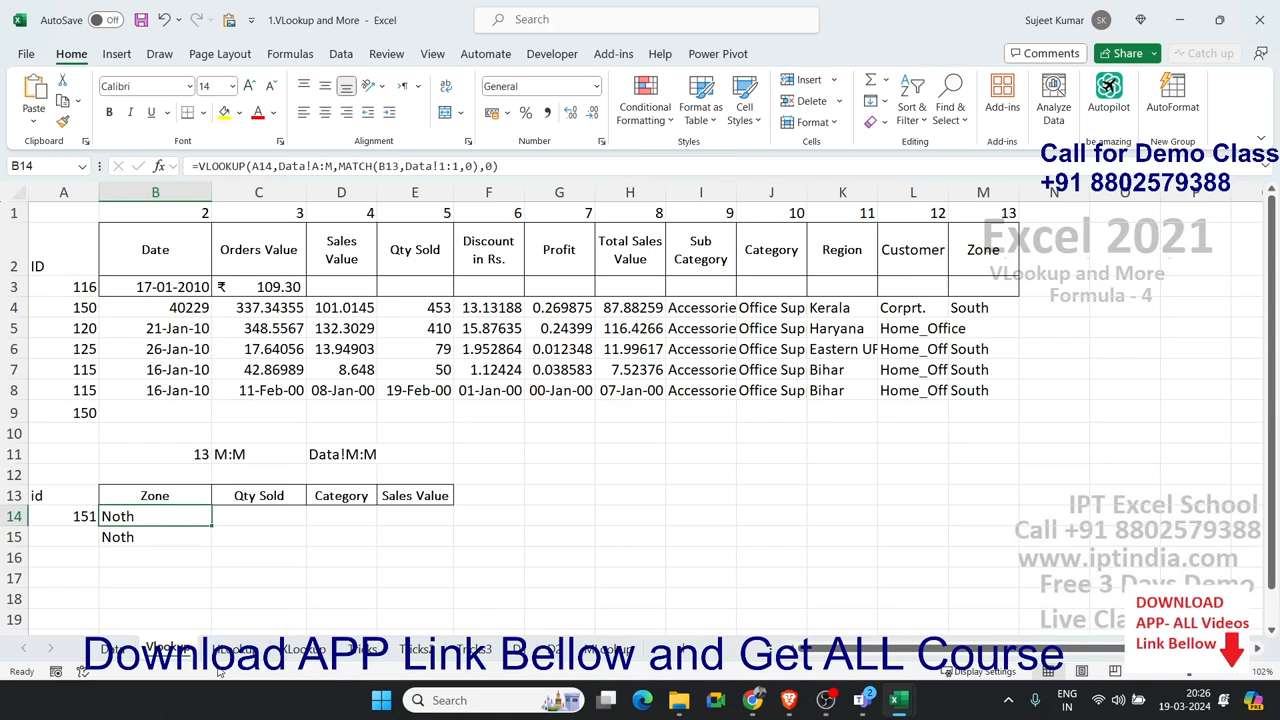 AutoSave Off 1.VLookup and More - Excel Search Sujeet Kumar SK
File Home Insert Draw Page Layout Formulas Data Review View Automate Developer Add-ins Help Power Pivot Comments Share Catch up
Paste Calibri 14 General Conditional Formatting Format as Table Cell Styles Insert Delete Format Sort & Filter Find & Select Add-ins Analyze Data Autopilot AutoFormat
Clipboard Font Alignment Number Styles Cells Editing Add-ins be amazing New Group
Call for Demo Class
+91 8802579388
B14 fx =VLOOKUP(A14,Data!A:M,MATCH(B13,Data!1:1,0),0)
A B C D E F G H I J K L M N O P
1 2 3 4 5 6 7 8 9 10 11 12 13
2 ID Date Orders Value Sales Value Qty Sold Discount in Rs. Profit Total Sales Value Sub Category Category Region Customer Zone
3 116 17-01-2010 ₹ 109.30
4 150 40229 337.34355 101.0145 453 13.13188 0.269875 87.88259 Accessorie Office Sup Kerala Corprt. South
5 120 21-Jan-10 348.5567 132.3029 410 15.87635 0.24399 116.4266 Accessorie Office Sup Haryana Home_Office
6 125 26-Jan-10 17.64056 13.94903 79 1.952864 0.012348 11.99617 Accessorie Office Sup Eastern UP Home_Off South
7 115 16-Jan-10 42.86989 8.648 50 1.12424 0.038583 7.52376 Accessorie Office Sup Bihar Home_Off South
8 115 16-Jan-10 11-Feb-00 08-Jan-00 19-Feb-00 01-Jan-00 00-Jan-00 07-Jan-00 Accessorie Office Sup Bihar Home_Off South
9 150
10
11 13 M:M Data!M:M
12
13 id Zone Qty Sold Category Sales Value
14 151 Noth
15 Noth
16
17
18
19
Excel 2021
VLookup and More
Formula - 4
IPT Excel School
Call +91 8802579388
www.iptindia.com
Free 3 Days Demo
Live Cla
DOWNLOAD
APP- ALL Videos
Link Bellow
Vlookup
Download APP Link Bellow and Get ALL Course
Ready Display Settings 102%
Search 2 ENG IN 20:26 19-03-2024